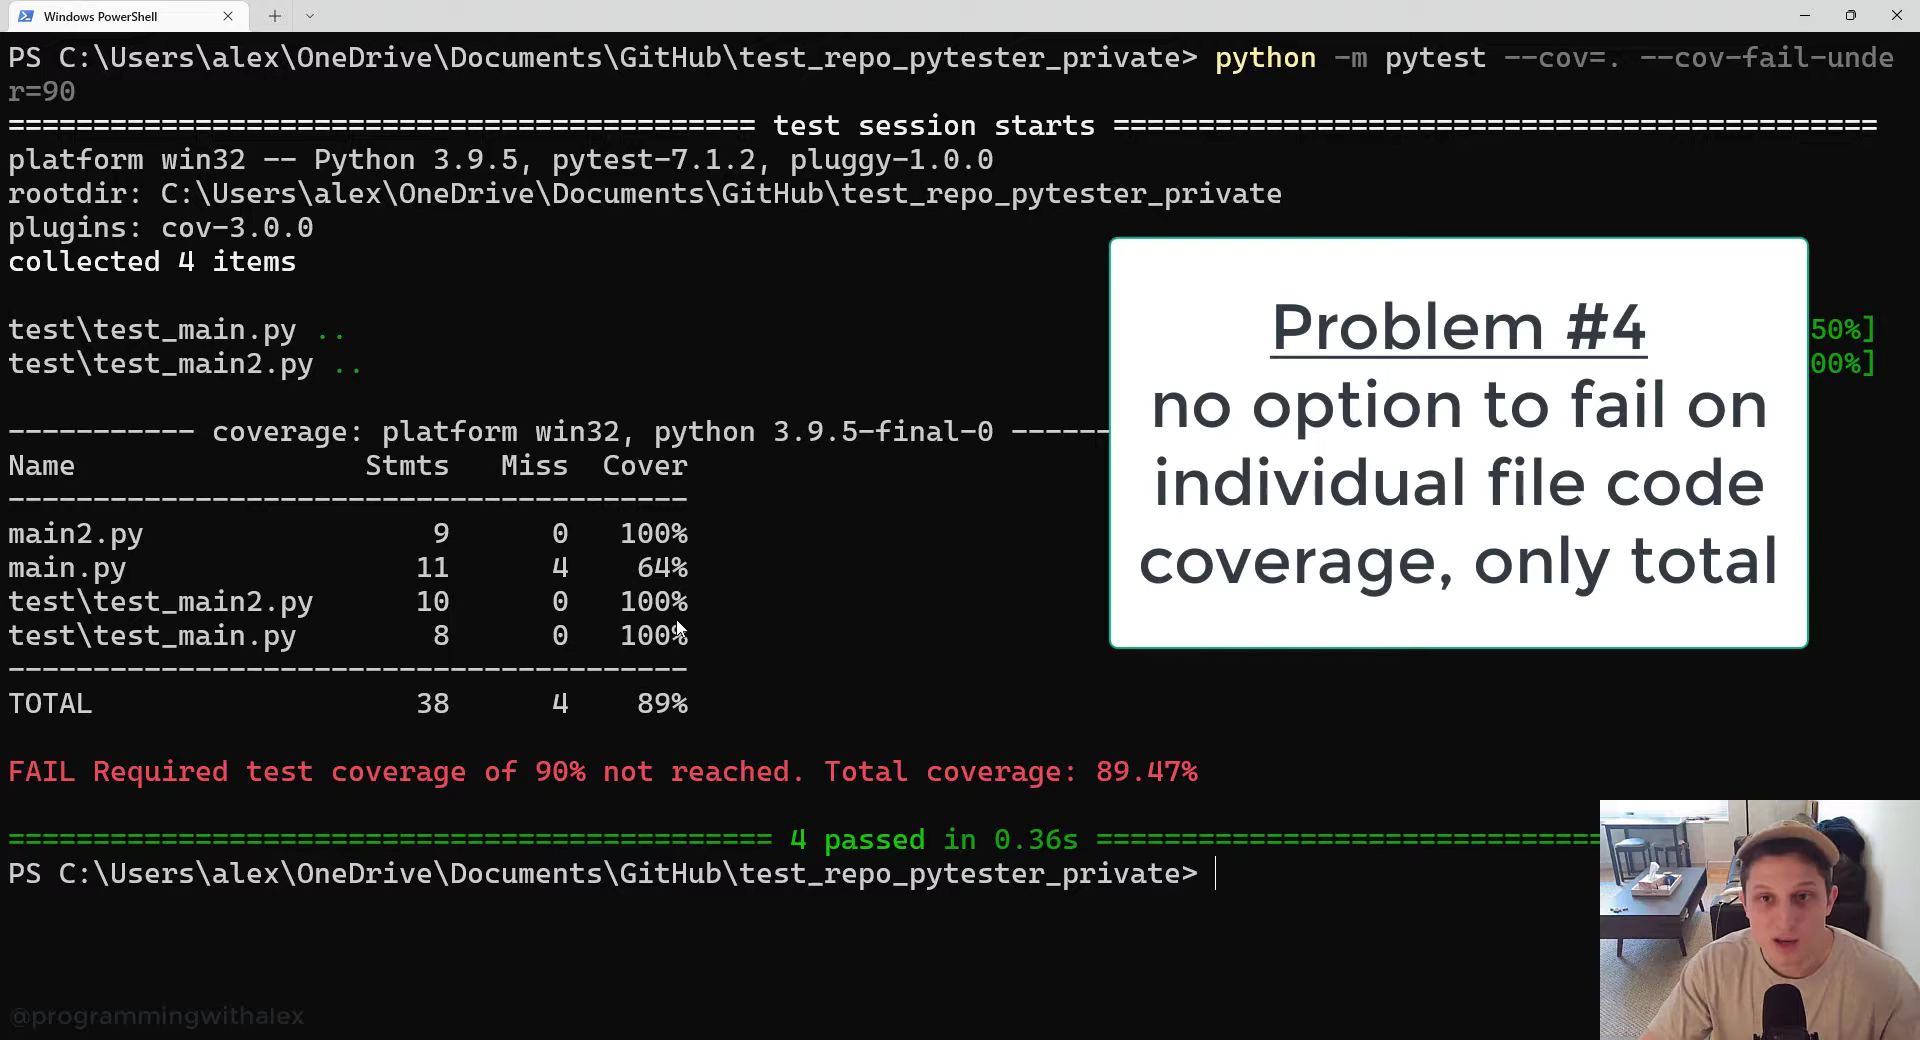 Windows PowerShell
PS C:\Users\alex\OneDrive\Documents\GitHub\test_repo_pytester_private> python -m pytest --cov=. --cov-fail-unde
r=90
============================================ test session starts =============================================
platform win32 -- Python 3.9.5, pytest-7.1.2, pluggy-1.0.0
rootdir: C:\Users\alex\OneDrive\Documents\GitHub\test_repo_pytester_private
plugins: cov-3.0.0
collected 4 items
test\test_main.py .. 50%]
test\test_main2.py .. 00%]
----------- coverage: platform win32, python 3.9.5-final-0 ------
Name Stmts Miss Cover
----------------------------------------
main2.py 9 0 100%
main.py 11 4 64%
test\test_main2.py 10 0 100%
test\test_main.py 8 0 100%
----------------------------------------
TOTAL 38 4 89%
FAIL Required test coverage of 90% not reached. Total coverage: 89.47%
============================================= 4 passed in 0.36s ==============================
PS C:\Users\alex\OneDrive\Documents\GitHub\test_repo_pytester_private>
Problem #4
no option to fail on
individual file code
coverage, only total
@programmingwithalex